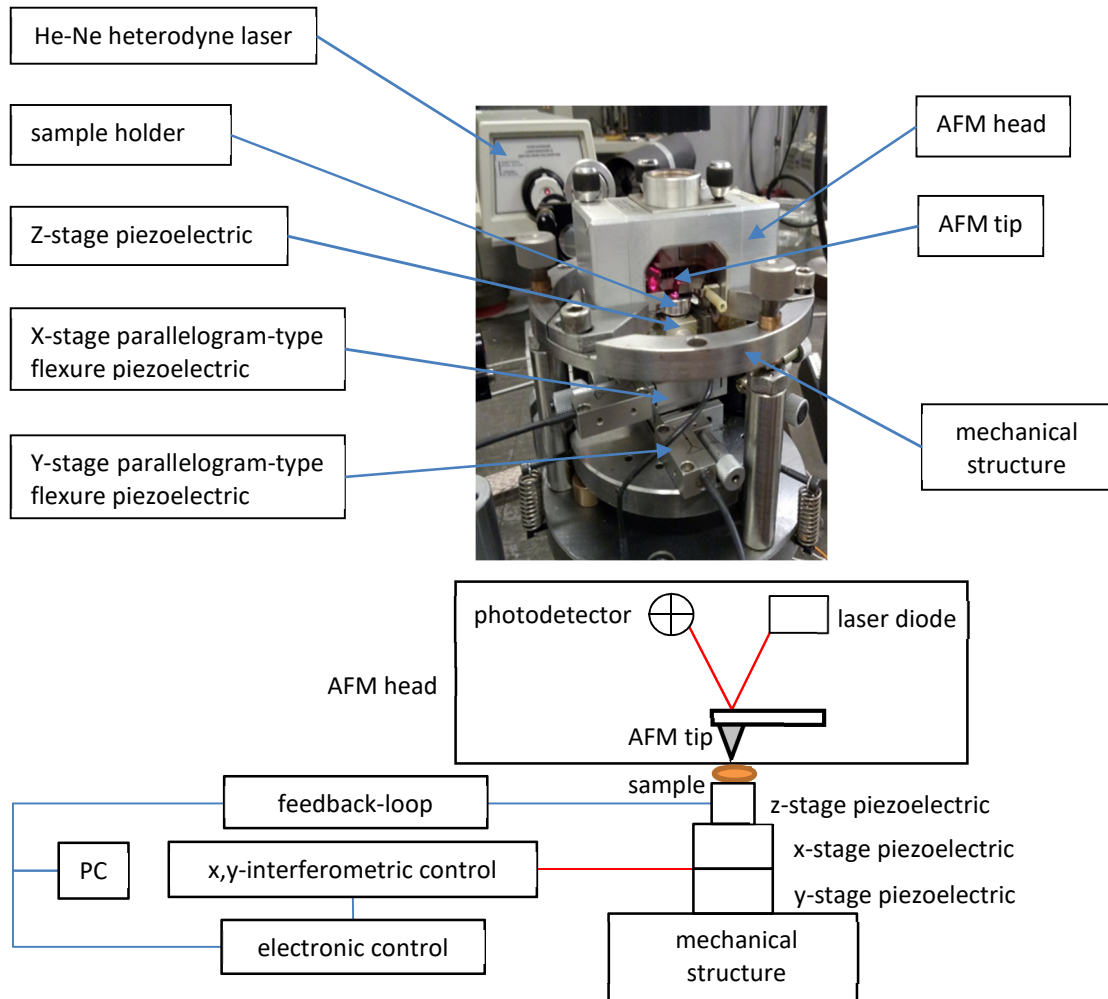 He-Ne heterodyne laser
sample holder
Z-stage piezoelectric
X-stage parallelogram-type
flexure piezoelectric
Y-stage parallelogram-type
flexure piezoelectric
AFM head
AFM tip
mechanical
structure
photodetector
laser diode
AFM head
AFM tip
sample
feedback-loop
z-stage piezoelectric
PC
x,y-interferometric control
x-stage piezoelectric
y-stage piezoelectric
electronic control
mechanical
structure